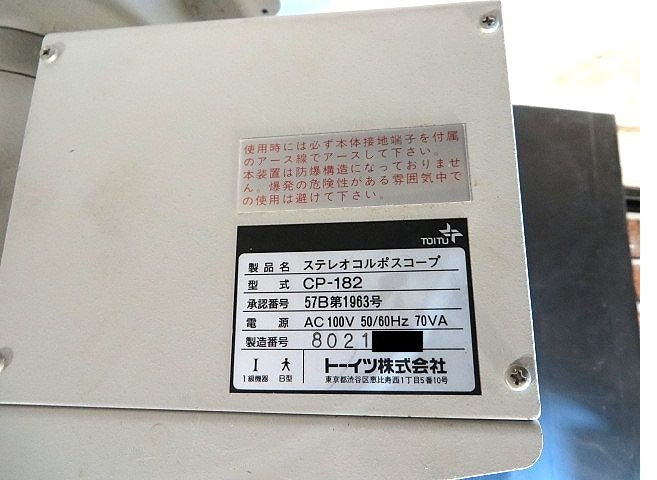 使用時には必ず本体接地端子を付属
のアース線でアースして下さい。
本装置は防爆構造になっておりませ
ん。爆発の危険性がある雰囲気中で
の使用は避けて下さい。
TOITU
製品名 ステレオコルポスコープ
型式 CP-182
承認番号 57B第1963号
電源 AC100V 50/60Hz 70VA
製造番号 8021
I級機器 B型
トーイツ株式会社
東京都渋谷区恵比寿西1丁目5番10号